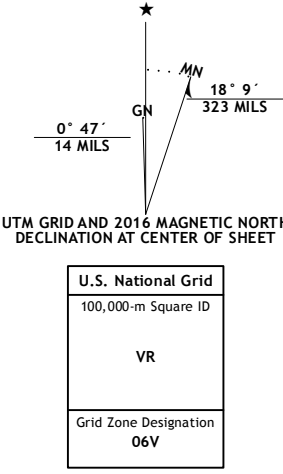 MN
GN
18° 9´
323 MILS
0° 47´
14 MILS
UTM GRID AND 2016 MAGNETIC NORTH
DECLINATION AT CENTER OF SHEET
U.S. National Grid
100,000-m Square ID
VR
Grid Zone Designation
06V